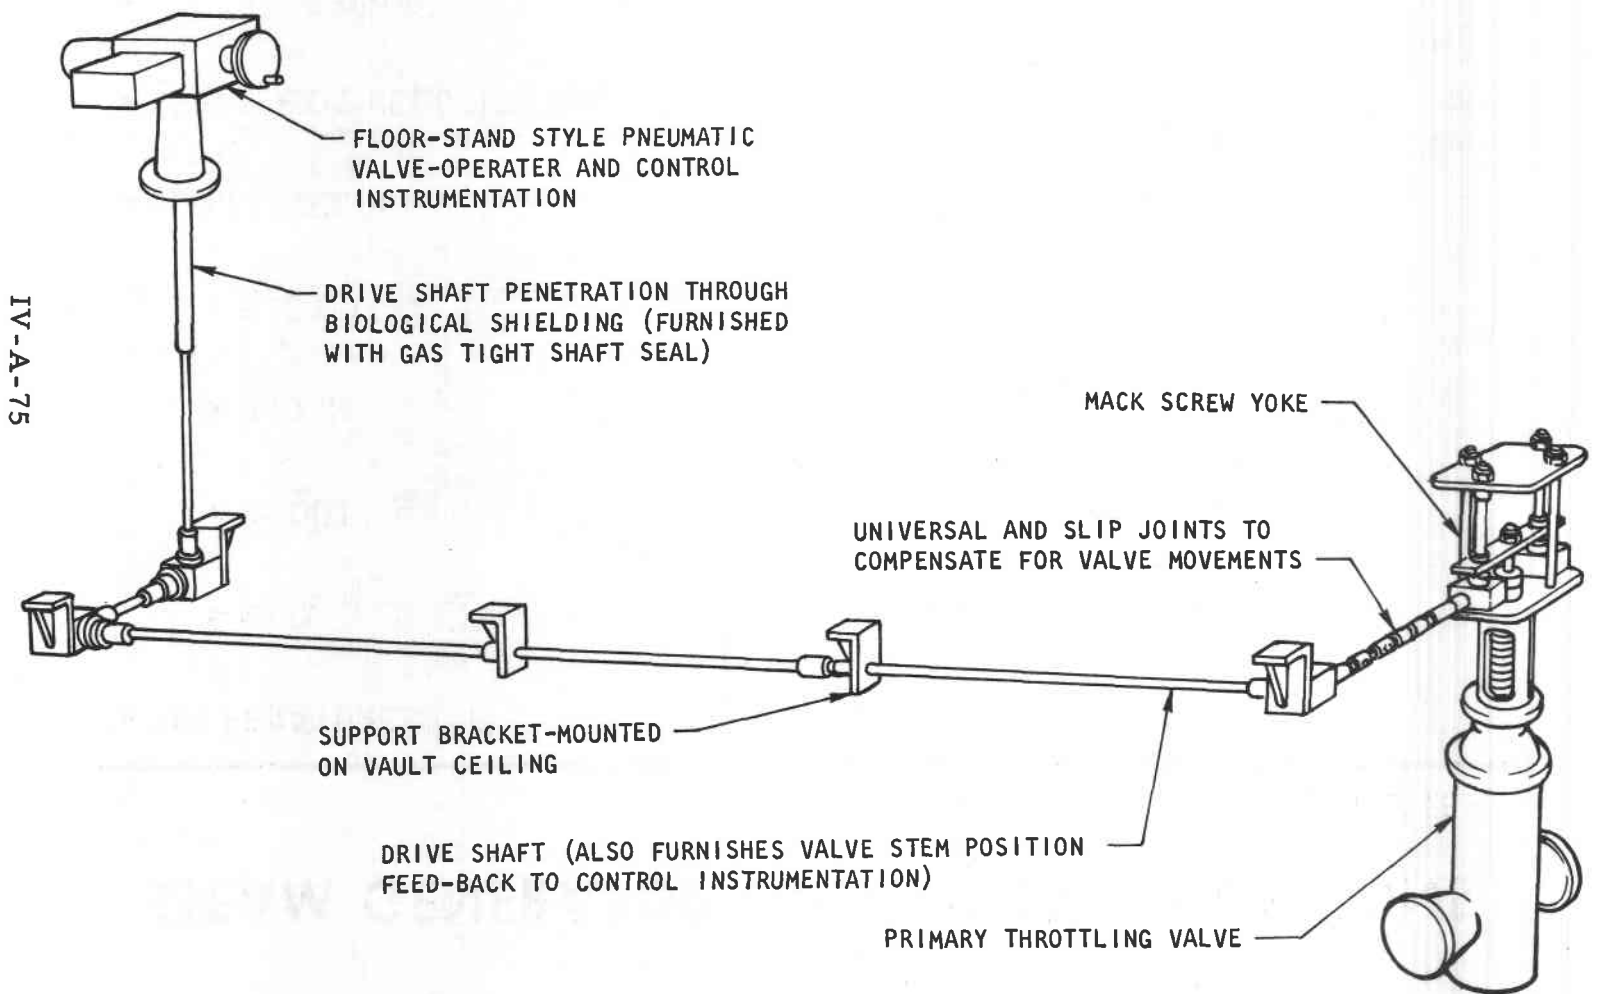 FLOOR-STAND STYLE PNEUMATIC
VALVE-OPERATER AND CONTROL
INSTRUMENTATION
DRIVE SHAFT PENETRATION THROUGH
BIOLOGICAL SHIELDING (FURNISHED
WITH GAS TIGHT SHAFT SEAL)
IV-A-75
MACK SCREW YOKE
UNIVERSAL AND SLIP JOINTS TO
COMPENSATE FOR VALVE MOVEMENTS
SUPPORT BRACKET-MOUNTED
ON VAULT CEILING
DRIVE SHAFT (ALSO FURNISHES VALVE STEM POSITION
FEED-BACK TO CONTROL INSTRUMENTATION)
PRIMARY THROTTLING VALVE